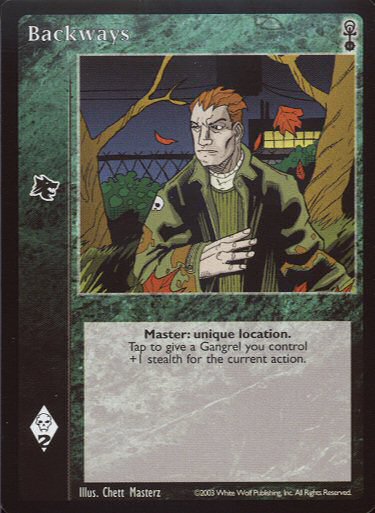 Backways
Master: unique location.
Tap to give a Gangrel you control
+1 stealth for the current action.
2
Illus. Chett Masterz
©2003 White Wolf Publishing, Inc. All Rights Reserved.